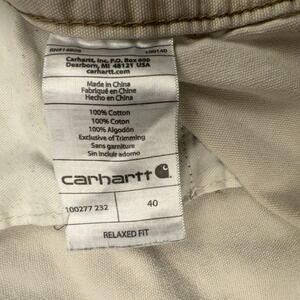 Carhartt, Inc. P.O. Box 600
Dearborn, MI 48121 USA
carhartt.com
Made in China
Fabriqué en Chine
Hecho en China
100% Cotton
100% Coton
100% Algodón
Exclusive of Trimming
Sans garniture
Sin incluir adorno
carhartt
100277 232
40
RELAXED FIT